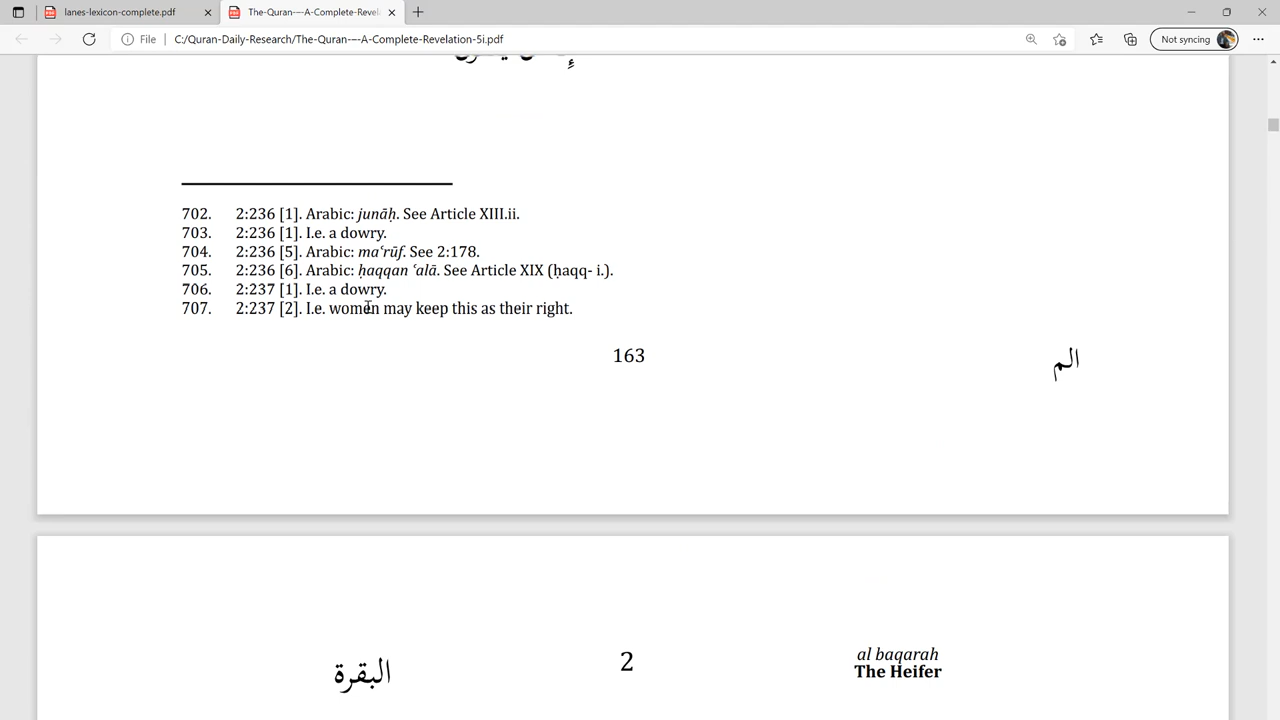 lanes-lexicon-complete.pdf
The-Quran-—A-Complete-Revel
File
C:/Quran-Daily-Research/The-Quran-—A-Complete-Revelation-5i.pdf
Not syncing
702. 2:236 [1]. Arabic: junāḥ. See Article XIII.ii.
703. 2:236 [1]. I.e. a dowry.
704. 2:236 [5]. Arabic: maʿrūf. See 2:178.
705. 2:236 [6]. Arabic: ḥaqqan ʿalā. See Article XIX (ḥaqq- i.).
706. 2:237 [1]. I.e. a dowry.
707. 2:237 [2]. I.e. women may keep this as their right.
163
الم
al baqarah
البقرة 2 The Heifer